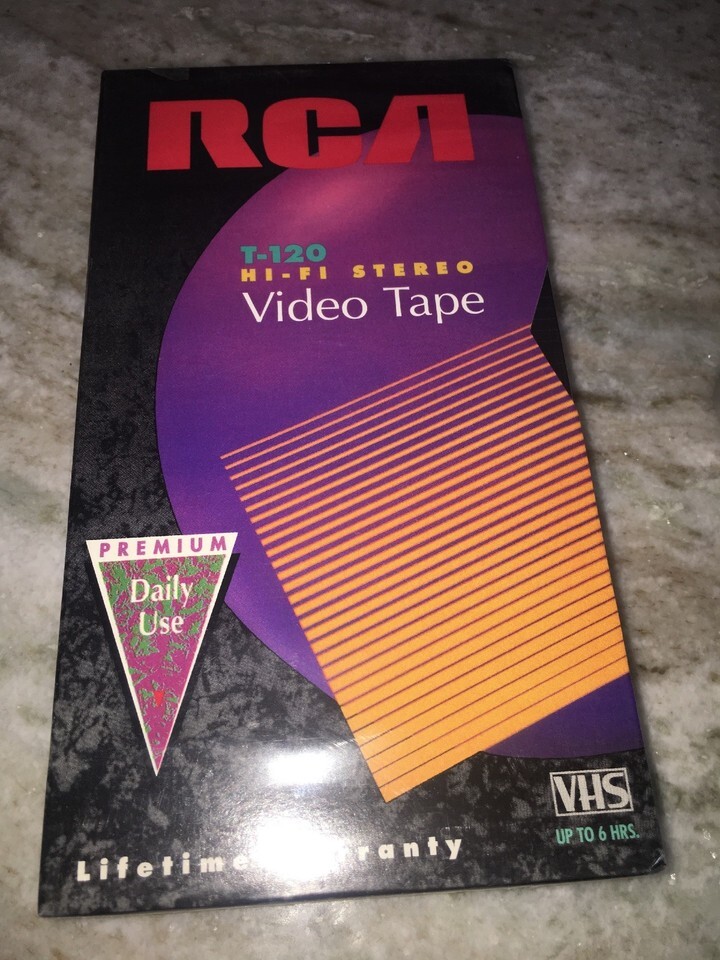 RCA
T-120
HI-FI STEREO
Video Tape
PREMIUM
Daily
Use
VHS
UP TO 6 HRS.
Lifetime